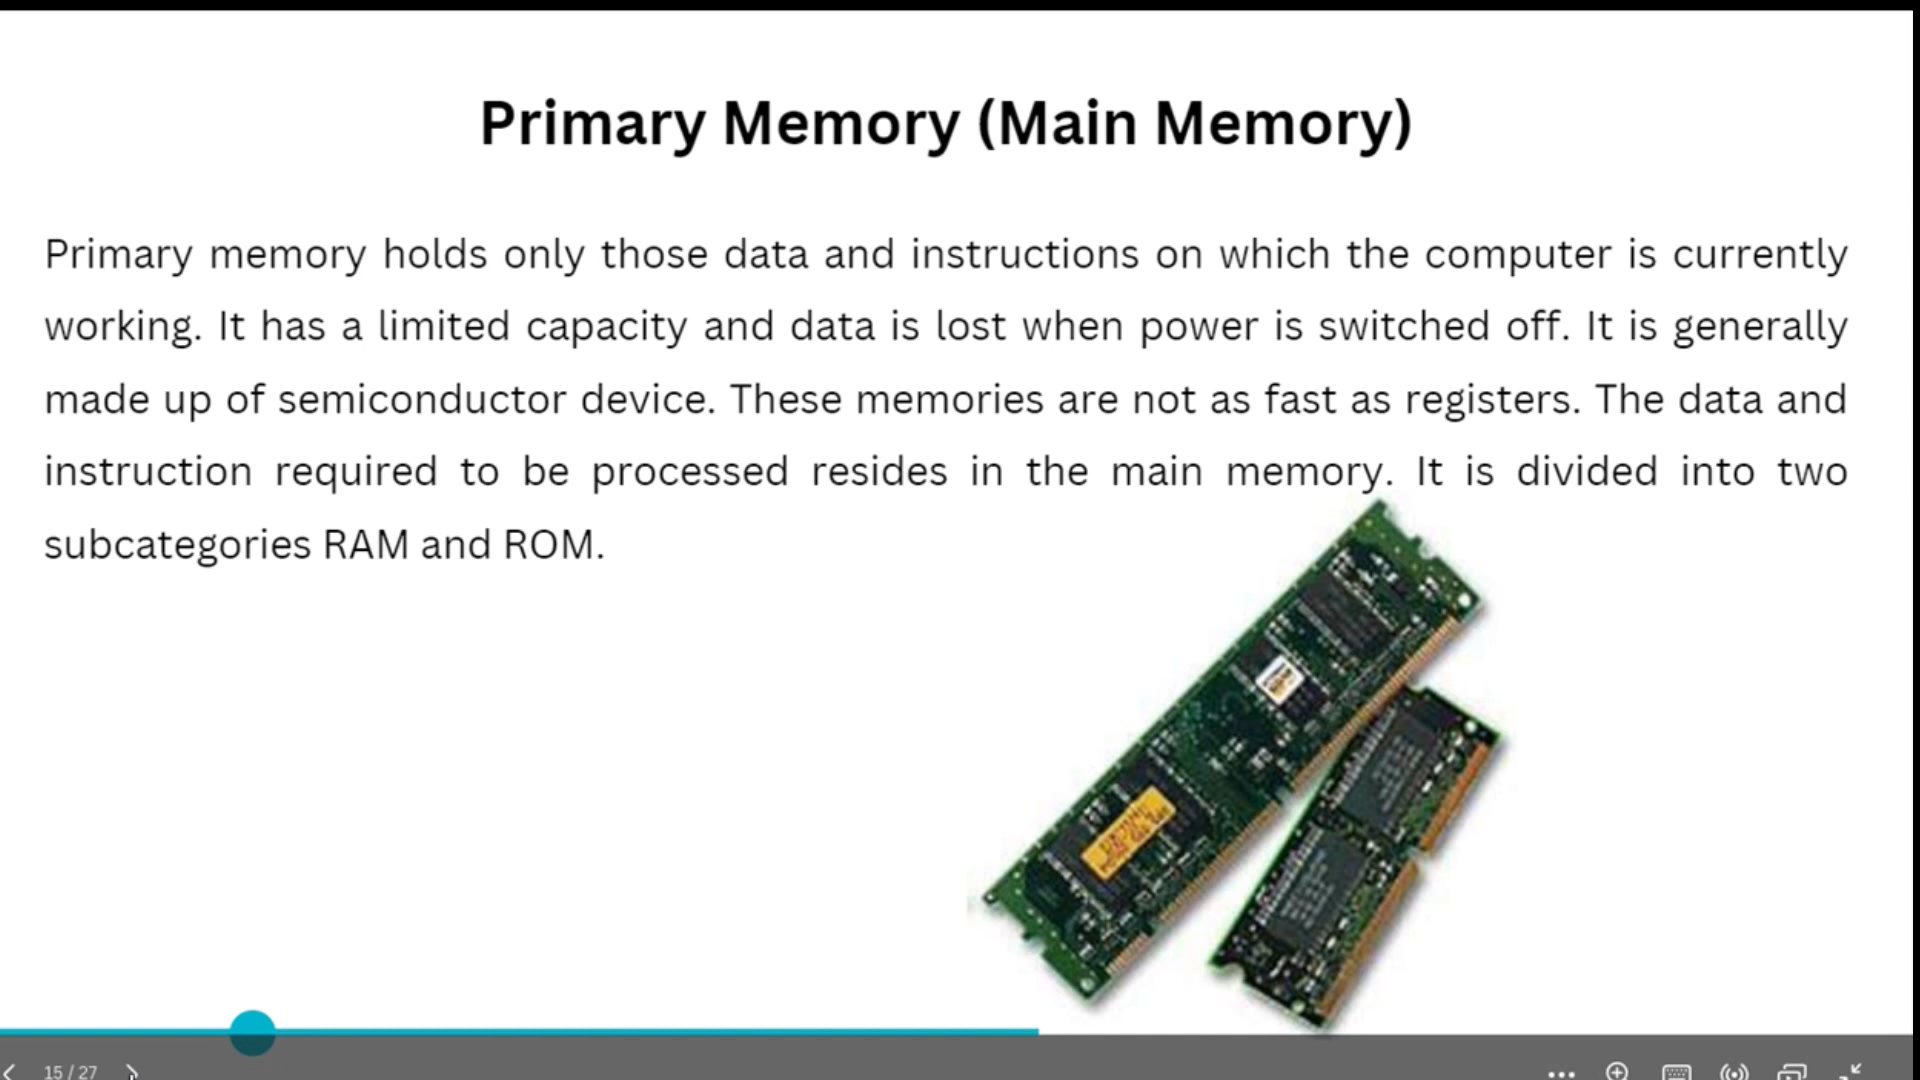 Primary Memory (Main Memory)
Primary memory holds only those data and instructions on which the computer is currently
working. It has a limited capacity and data is lost when power is switched off. It is generally
made up of semiconductor device. These memories are not as fast as registers. The data and
instruction required to be processed resides in the main memory. It is divided into two
subcategories RAM and ROM.
15 / 27